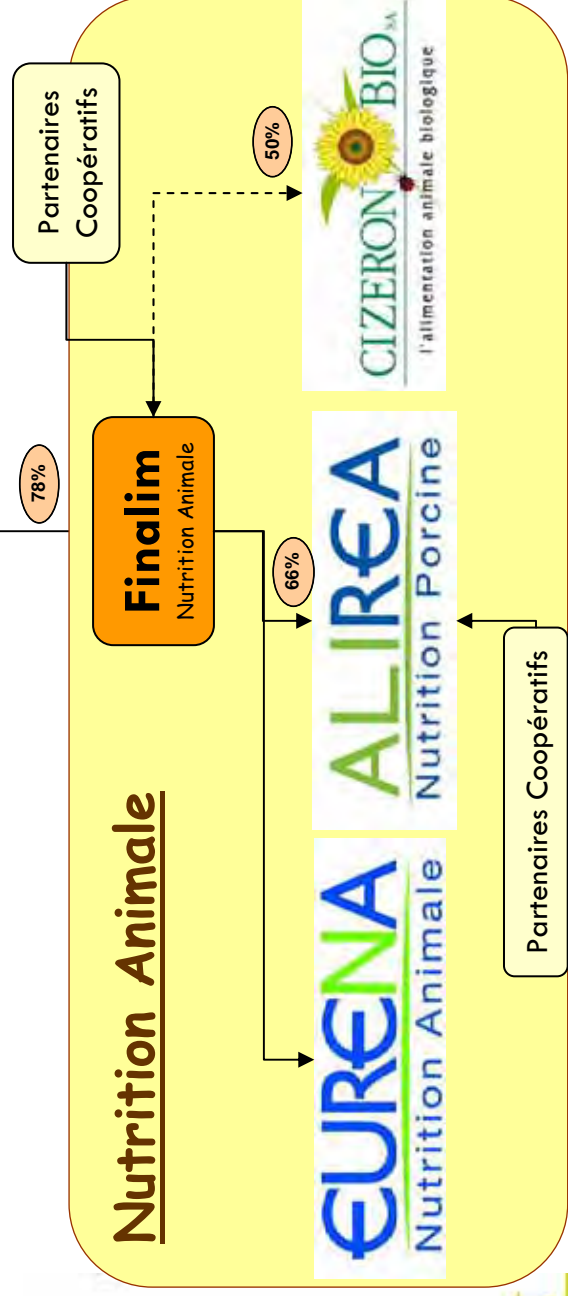 Nutrition Animale
78%
Partenaires
Coopératifs
Finalim
Nutrition Animale
66%
50%
EURENA
Nutrition Animale
ALIREA
Nutrition Porcine
CIZERON BIO SA
l'alimentation animale biologique
Partenaires Coopératifs